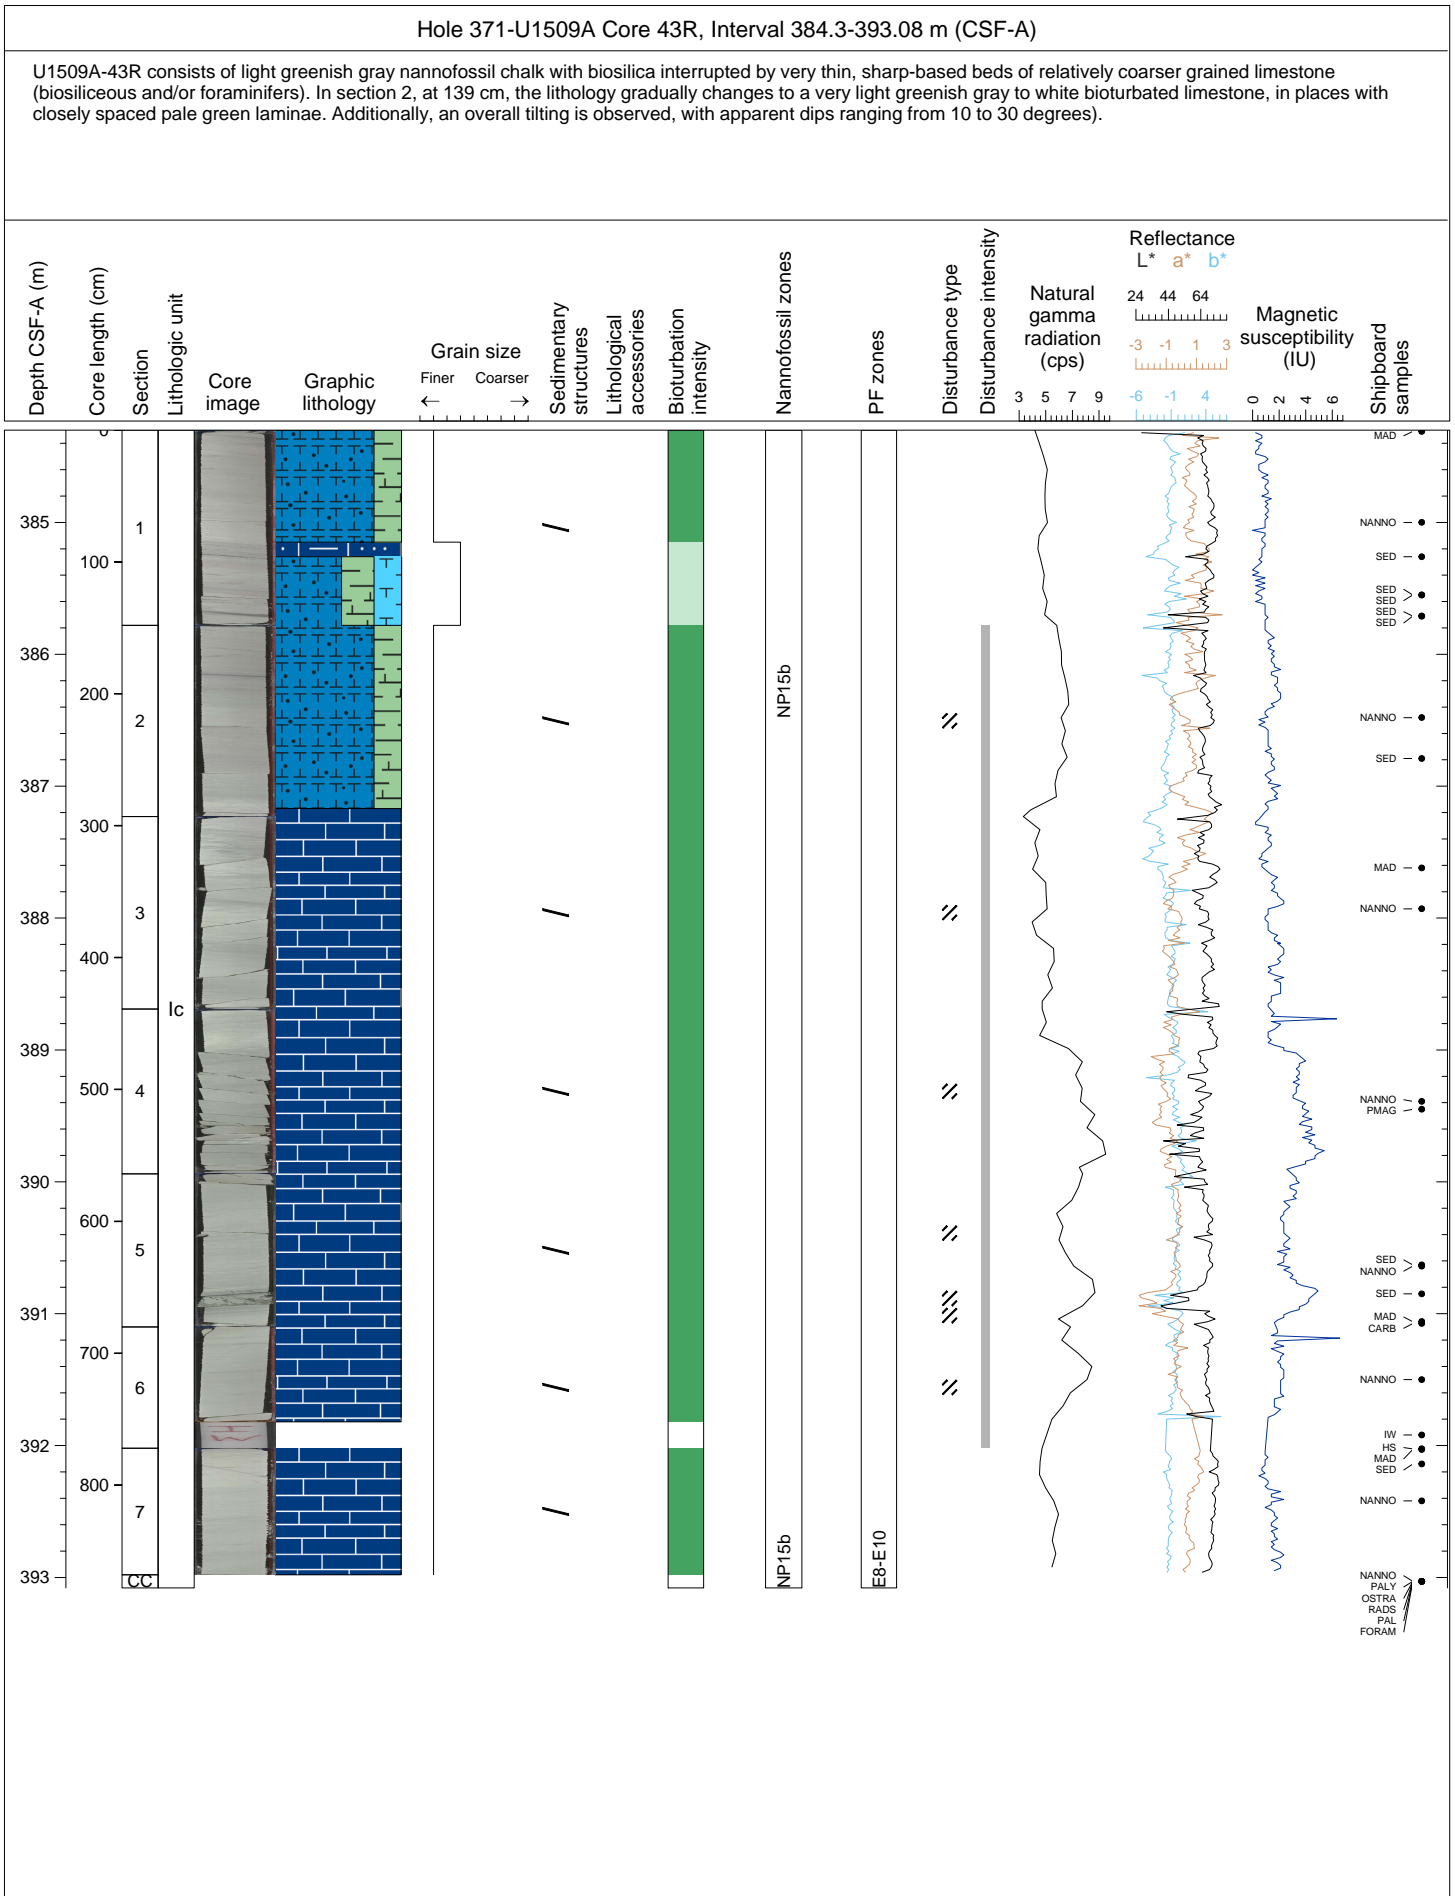 Hole 371-U1509A Core 43R, Interval 384.3-393.08 m (CSF-A)
U1509A-43R consists of light greenish gray nannofossil chalk with biosilica interrupted by very thin, sharp-based beds of relatively coarser grained limestone
(biosiliceous and/or foraminifers). In section 2, at 139 cm, the lithology gradually changes to a very light greenish gray to white bioturbated limestone, in places with
closely spaced pale green laminae. Additionally, an overall tilting is observed, with apparent dips ranging from 10 to 30 degrees).
Depth CSF-A (m)
Core length (cm)
Section
Lithologic unit
Core
image
Graphic
lithology
Grain size
Finer Coarser
← →
Sedimentary
structures
Lithological
accessories
Bioturbation
intensity
Nannofossil zones
PF zones
Disturbance type
Disturbance intensity
Natural
gamma
radiation
(cps)
3 5 7 9
Reflectance
L* a* b*
24 44 64
-3 -1 1 3
-6 -1 4
Magnetic
susceptibility
(IU)
0 2 4 6
Shipboard
samples
385
386
387
388
389
390
391
392
393
0
100
200
300
400
500
600
700
800
1
2
3
4
5
6
7
CC
Ic
NP15b
NP15b
E8-E10
MAD
NANNO
SED
SED
SED
SED
SED
NANNO
SED
MAD
NANNO
NANNO
PMAG
SED
NANNO
SED
MAD
CARB
NANNO
IW
HS
MAD
SED
NANNO
NANNO
PALY
OSTRA
RADS
PAL
FORAM